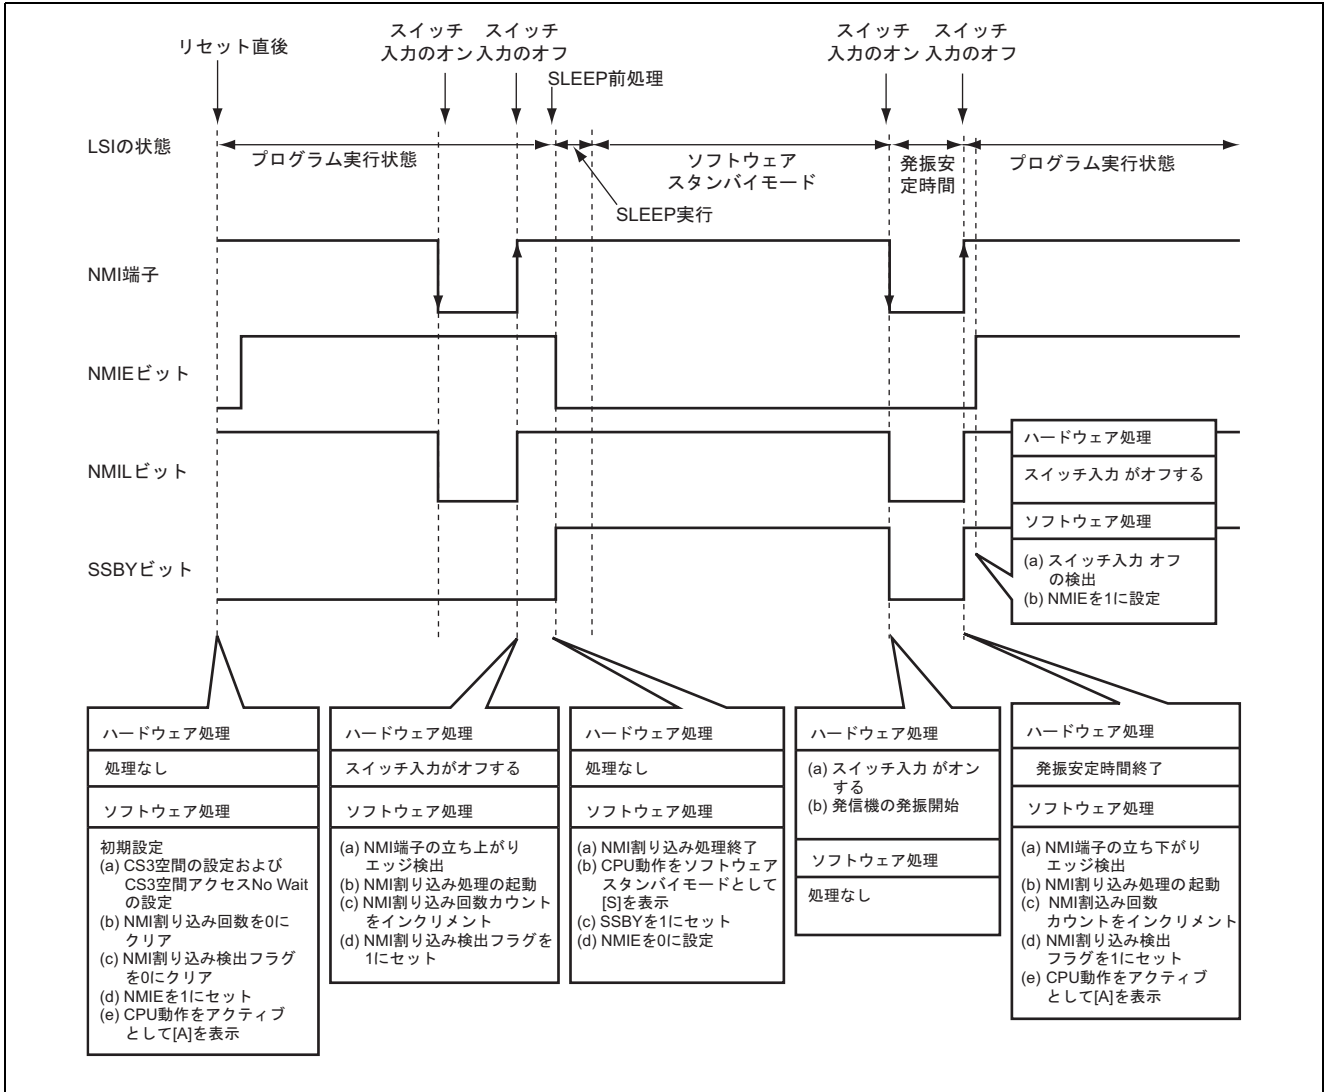 リセット直後
スイッチ
入力のオン
スイッチ
入力のオフ
SLEEP前処理
スイッチ
入力のオン
スイッチ
入力のオフ
LSIの状態
プログラム実行状態
ソフトウェア
スタンバイモード
発振安
定時間
プログラム実行状態
SLEEP実行
NMI端子
NMIEビット
NMILビット
SSBYビット
ハードウェア処理
スイッチ入力 がオフする
ソフトウェア処理
(a) スイッチ入力 オフ
の検出
(b) NMIEを1に設定
ハードウェア処理
処理なし
ソフトウェア処理
初期設定
(a) CS3空間の設定および
CS3空間アクセスNo Wait
の設定
(b) NMI割り込み回数を0に
クリア
(c) NMI割り込み検出フラグ
を0にクリア
(d) NMIEを1にセット
(e) CPU動作をアクティブ
として[A]を表示
ハードウェア処理
スイッチ入力がオフする
ソフトウェア処理
(a) NMI端子の立ち上がり
エッジ検出
(b) NMI割り込み処理の起動
(c) NMI割り込み回数カウント
をインクリメント
(d) NMI割り込み検出フラグを
1にセット
ハードウェア処理
処理なし
ソフトウェア処理
(a) NMI割り込み処理終了
(b) CPU動作をソフトウェア
スタンバイモードとして
[S]を表示
(c) SSBYを1にセット
(d) NMIEを0に設定
ハードウェア処理
(a) スイッチ入力 がオン
する
(b) 発信機の発振開始
ソフトウェア処理
処理なし
ハードウェア処理
発振安定時間終了
ソフトウェア処理
(a) NMI端子の立ち下がり
エッジ検出
(b) NMI割り込み処理の 起動
(c) NMI割込み回数
カウントをインクリメント
(d) NMI割り込み検出
フラグを1にセット
(e) CPU動作をアクティブ
として[A]を表示